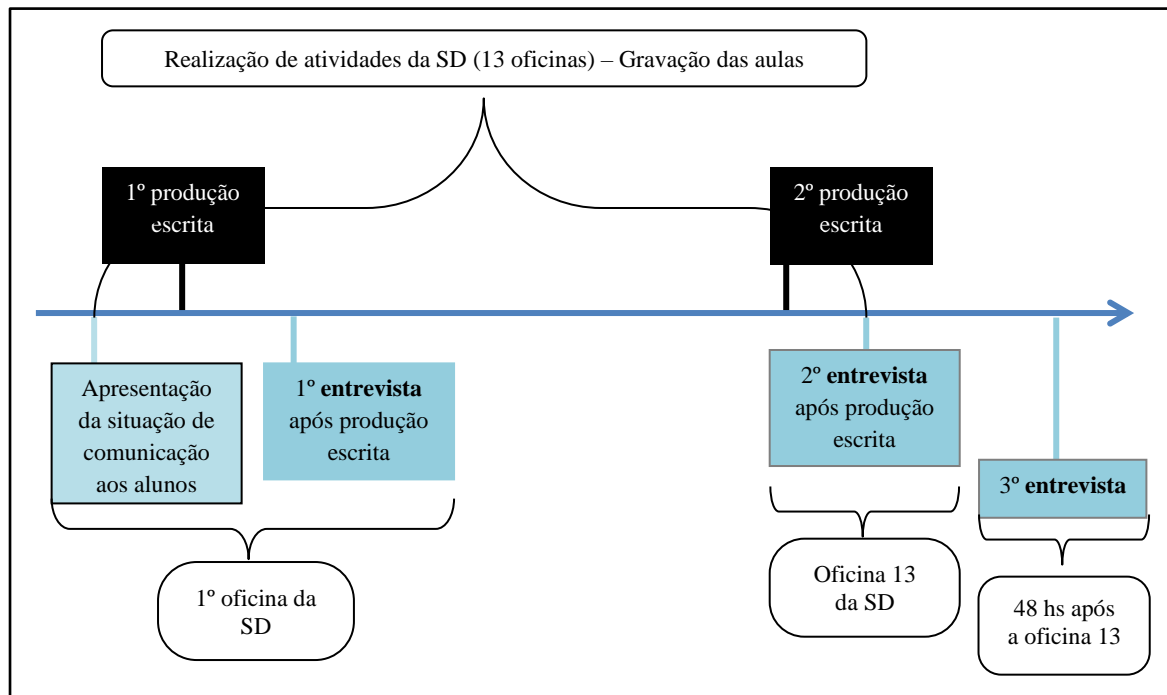 Realização de atividades da SD (13 oficinas) – Gravação das aulas
1º produção
escrita
2º produção
escrita
Apresentação
da situação de
comunicação
aos alunos
1º entrevista
após produção
escrita
2º entrevista
após produção
escrita
3º entrevista
1º oficina da
SD
Oficina 13
da SD
48 hs após
a oficina 13